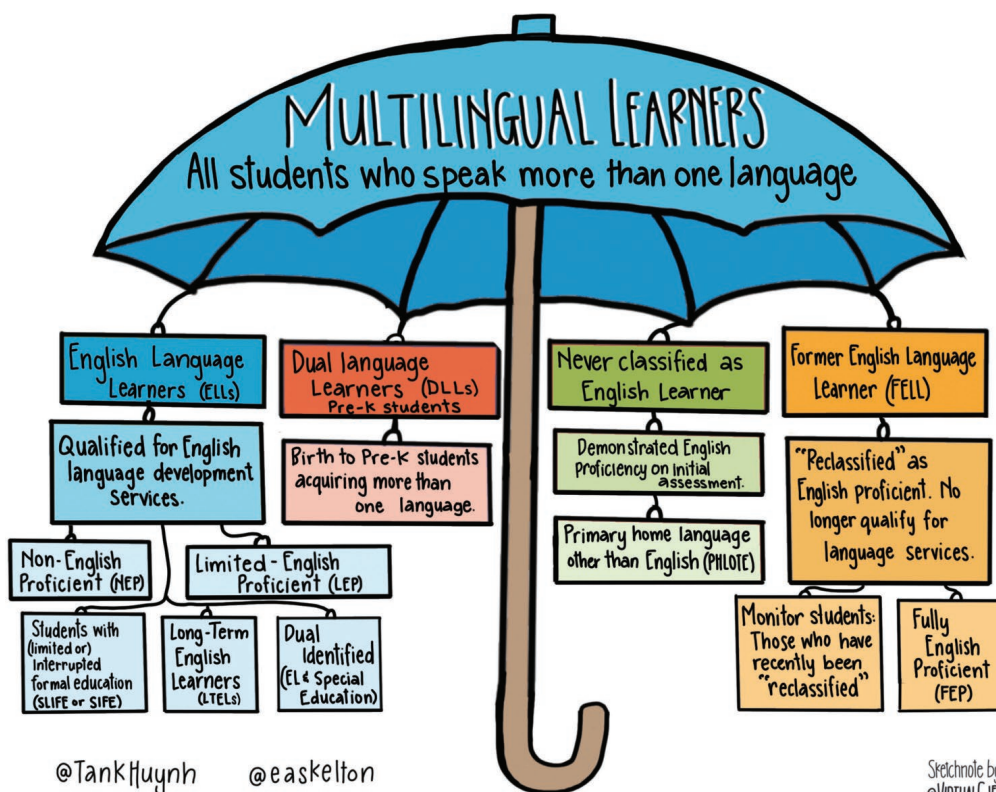 MULTILINGUAL LEARNERS
All students who speak more than one language
English Language
Learners (ELLs)
Qualified for English
language development
services.
Non-English
Proficient (NEP)
Limited-English
Proficient (LEP)
Students with
(limited or)
Interrupted
formal education
(SLIFE or SIFE)
Long-Term
English
Learners
(LTELs)
Dual
Identified
(EL & Special
Education)
Dual language
Learners (DLLs)
Pre-K students
Birth to Pre-K students
acquiring more than
one language.
Never classified as
English Learner
Demonstrated English
Proficiency on initial
assessment.
Primary home language
other than English (PHLOTE)
Former English Language
Learner (FELL)
"Reclassified" as
English proficient. No
longer qualify for
language services.
Monitor students:
Those who have
recently been
"reclassified"
Fully
English
Proficient
(FEP)
@TankHuynh
@easkelton
Sketchnote by